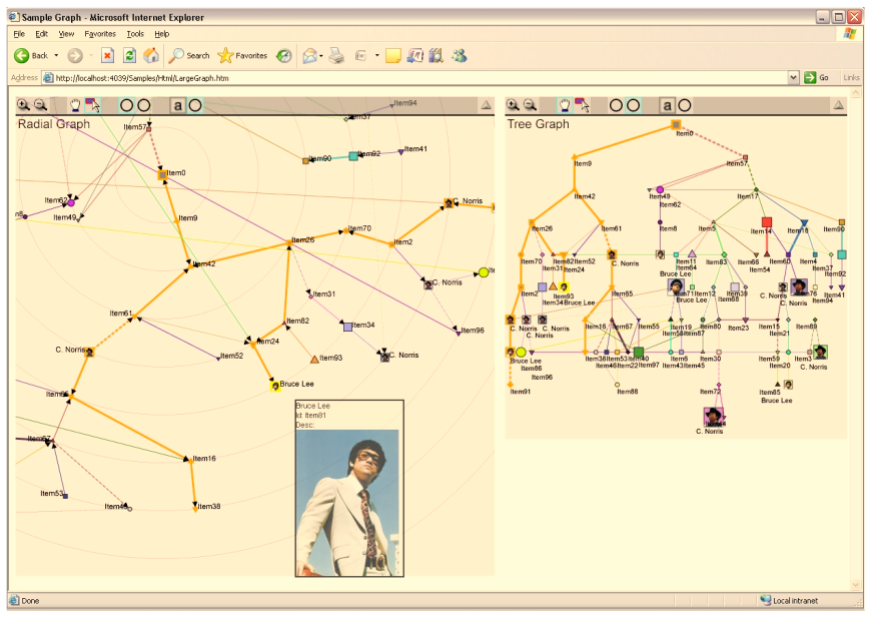 Sample Graph - Microsoft Internet Explorer
File Edit View Favorites Tools Help
Back Search Favorites
Address http://localhost:4039/Samples/Html/LargeGraph.htm Go Links
a
Radial Graph
Item94
Item37
Item57
Item90
Item92
Item41
Item0
Item62
Item49
C. Norris
Item9
Item70
Item26
Item2
Item42
C. Norris
Item31
Item61
Item82
Item34
Item96
Item24
C. Norris
Item52
C. Norris
Item93
Bruce Lee
Item16
Item53
Item38
Bruce Lee
Id: Item81
Desc:
a
Tree Graph
Item0
Item9
Item57
Item42
Item49
Item17
Item62
Item26
Item61
Item8
Item5
Item14
Item18
Item90
Item70
Item82
Item52
C. Norris
Item11
Item83
Item66
Item60
Item4
Item31
Item24
Item64
Item54
Item37
Bruce Lee
Item92
Item2
Item93
Item65
Item71
Item12
Item39
C. Norris
Item76
Item94
Item41
Item34
Bruce Lee
Bruce Lee
Item88
C. Norris
C. Norris
Item16
Item67
Item55
Item19
Item80
Item23
Item15
Item69
C. Norris
Item21
Bruce Lee
Item38
Item53
Item40
Item6
Item30
Item59
Item3
C. Norris
Item86
Item46
Item22
Item97
Item43
Item45
Item20
Item96
Item91
Item88
Item72
Item85
Bruce Lee
C. Norris
Done Local intranet